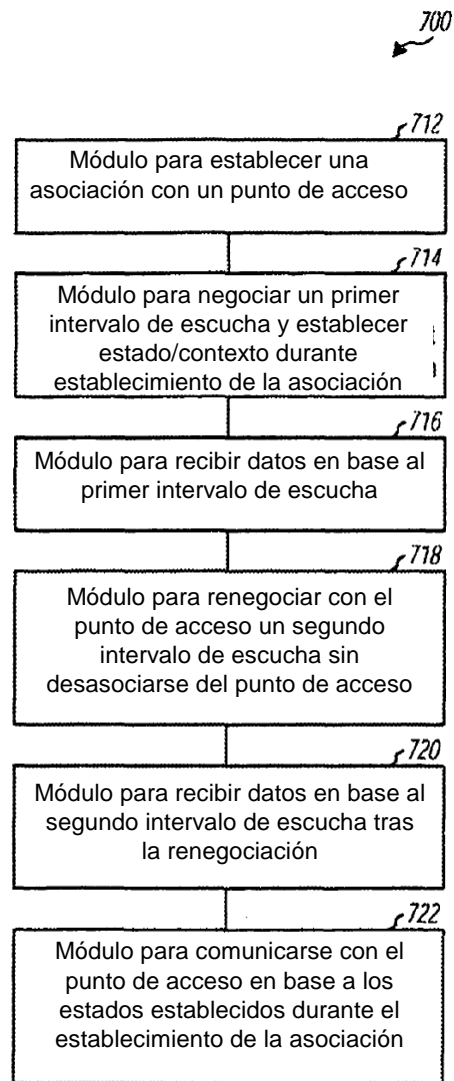 700
712
Módulo para establecer una
asociación con un punto de acceso
714
Módulo para negociar un primer
intervalo de escucha y establecer
estado/contexto durante
establecimiento de la asociación
716
Módulo para recibir datos en base al
primer intervalo de escucha
718
Módulo para renegociar con el
punto de acceso un segundo
intervalo de escucha sin
desasociarse del punto de acceso
720
Módulo para recibir datos en base al
segundo intervalo de escucha tras
la renegociación
722
Módulo para comunicarse con el
punto de acceso en base a los
estados establecidos durante el
establecimiento de la asociación